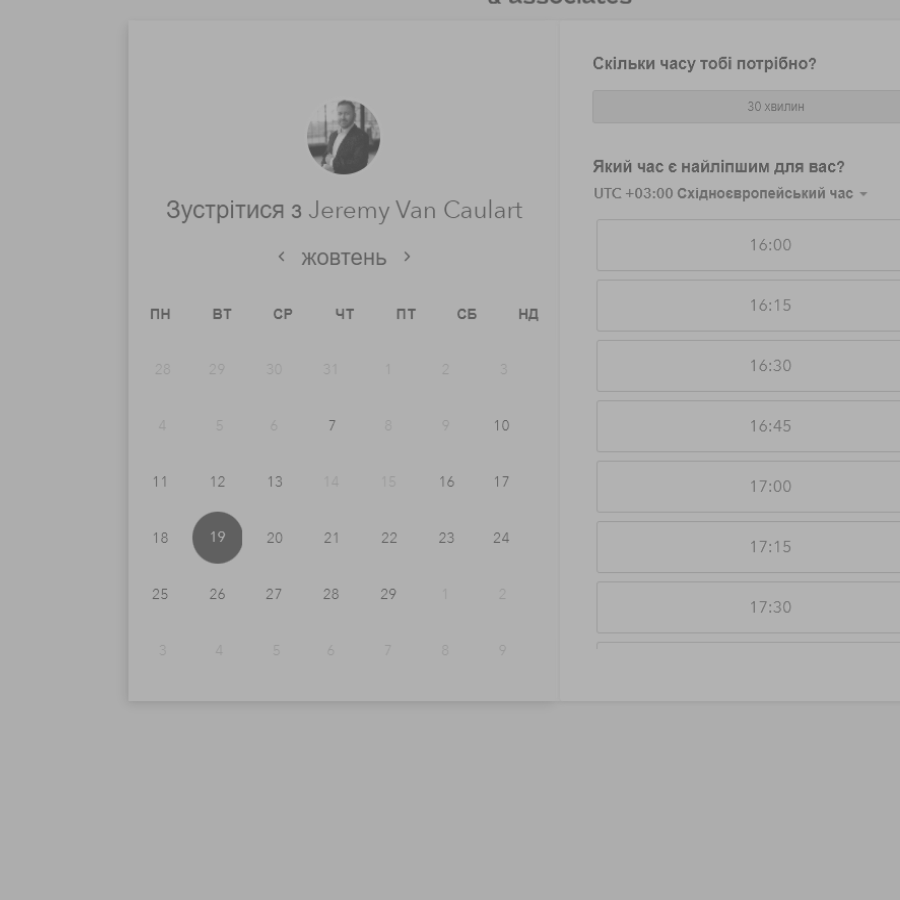 & associates
Зустрітися з Jeremy Van Caulart
жовтень
ПН ВТ СР ЧТ ПТ СБ НД
28 29 30 31 1 2 3
4 5 6 7 8 9 10
11 12 13 14 15 16 17
18 19 20 21 22 23 24
25 26 27 28 29 1 2
3 4 5 6 7 8 9
Скільки часу тобі потрібно?
30 хвилин
Який час є найліпшим для вас?
UTC +03:00 Східноєвропейський час
16:00
16:15
16:30
16:45
17:00
17:15
17:30